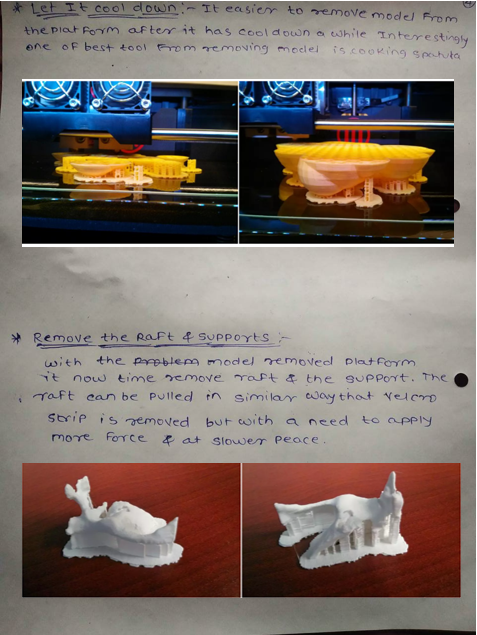 * Let It cool down :- It easier to remove model From
the platform after it has cool down a while Interestingly
one of best tool From removing model is cooking spatuta
* Remove the Raft & Supports :-
with the problem model removed platform
it now time remove raft & the support. The
raft can be pulled in similar way that velcro
strip is removed but with a need to apply
more force & at slower peace.